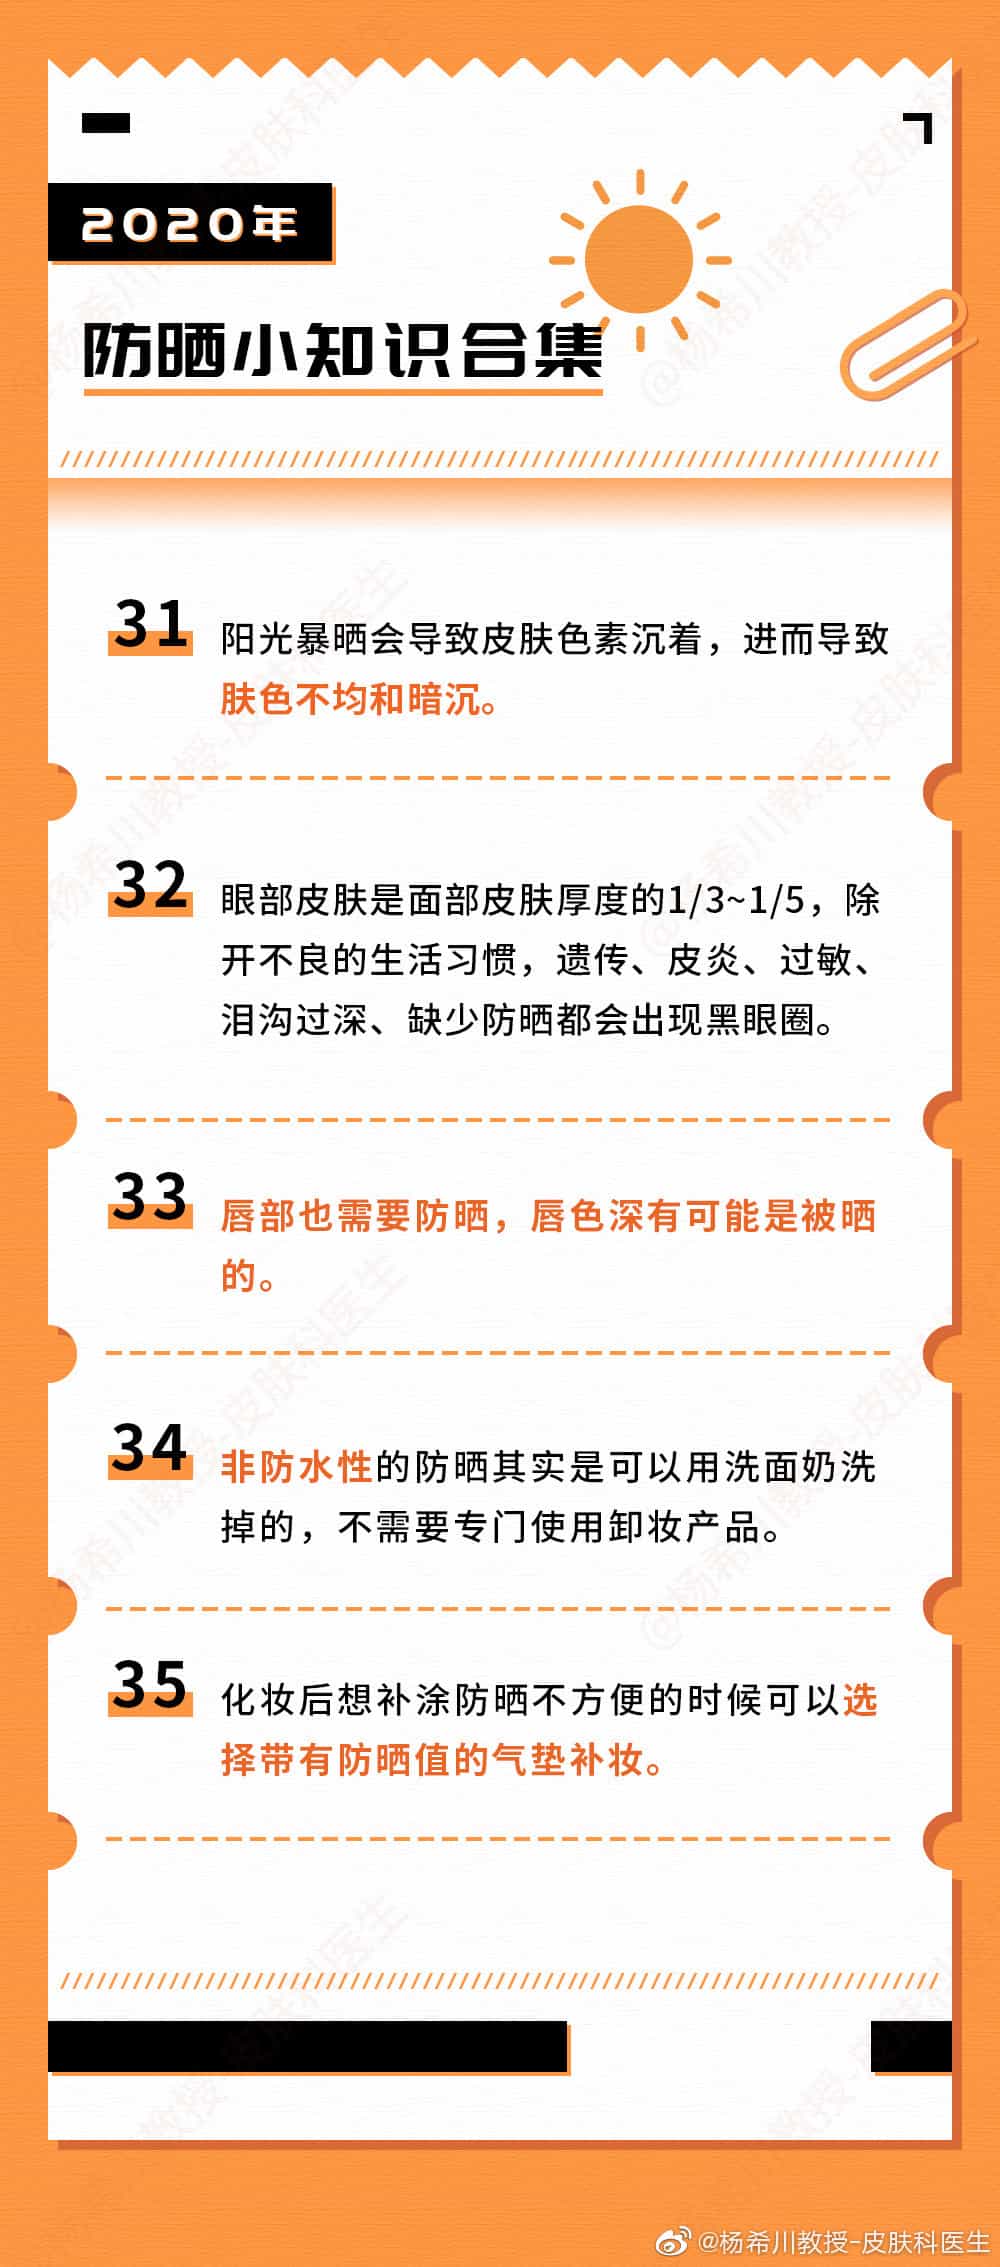 2020年
防晒小知识合集
31
阳光暴晒会导致皮肤色素沉着，进而导致
肤色不均和暗沉。
32
眼部皮肤是面部皮肤厚度的1/3~1/5，除
开不良的生活习惯，遗传、皮炎、过敏、
泪沟过深、缺少防晒都会出现黑眼圈。
33
唇部也需要防晒，唇色深有可能是被晒
的。
34
非防水性的防晒其实是可以用洗面奶洗
掉的，不需要专门使用卸妆产品。
35
化妆后想补涂防晒不方便的时候可以选
择带有防晒值的气垫补妆。
@杨希川教授-皮肤科医生